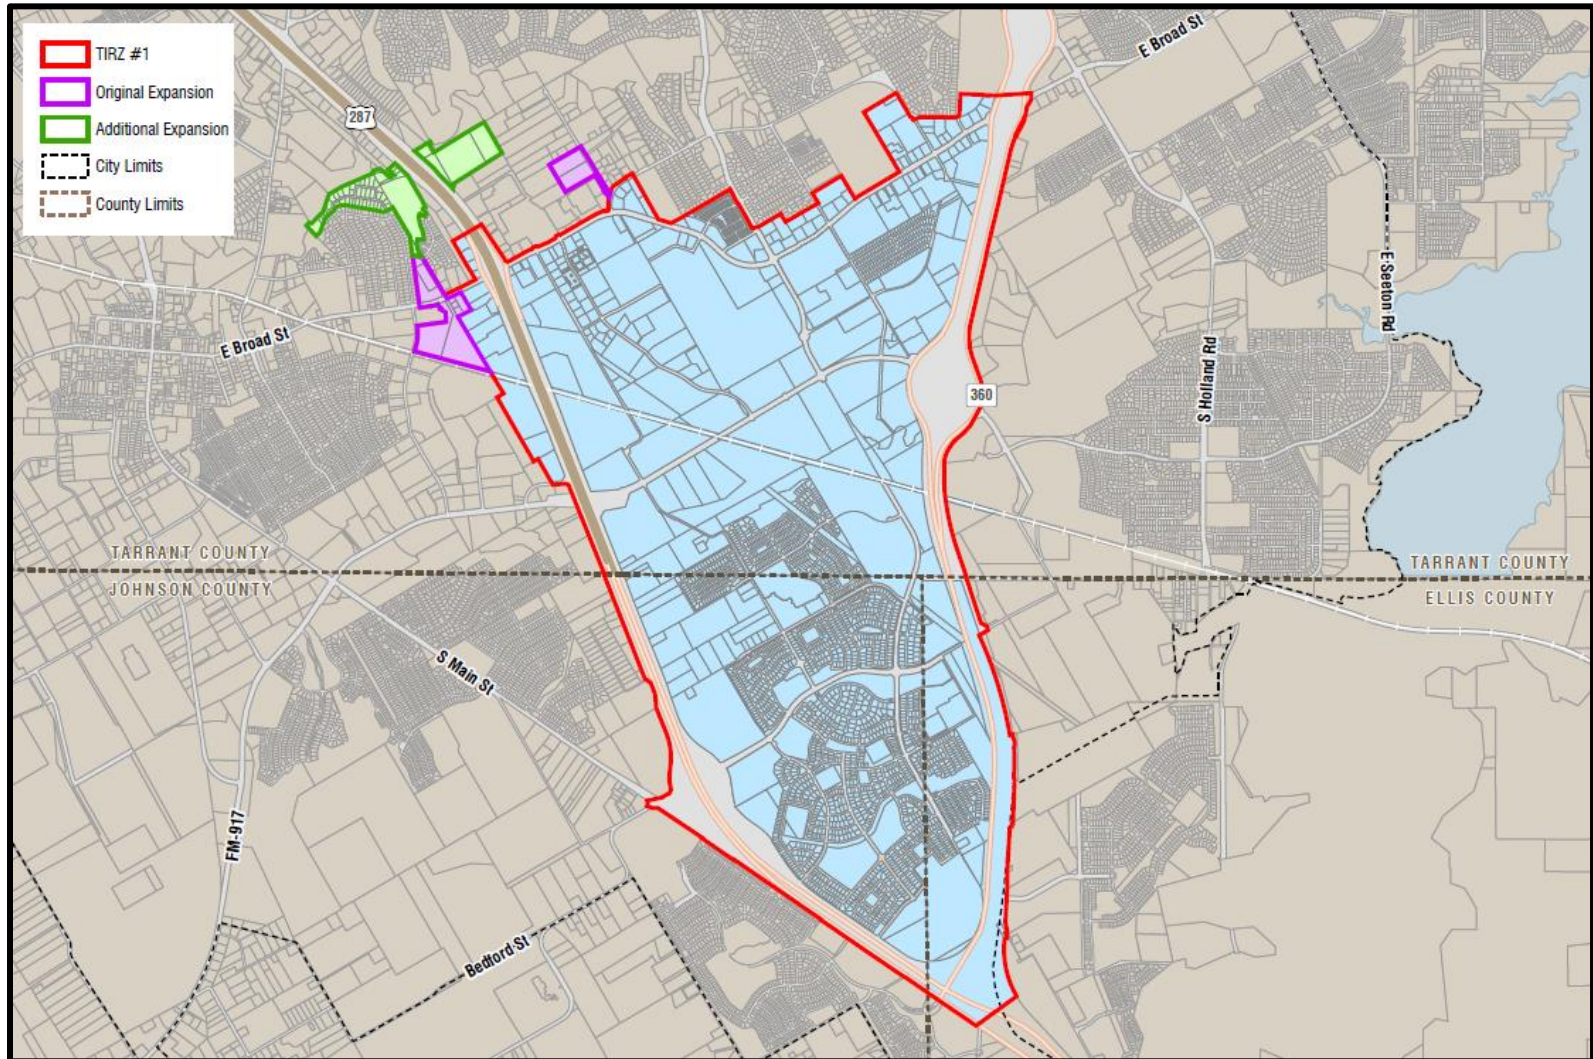 TIRZ #1
Original Expansion
Additional Expansion
City Limits
County Limits
287
E Broad St
E Seeton Rd
E Broad St
S Holland Rd
360
TARRANT COUNTY
JOHNSON COUNTY
TARRANT COUNTY
ELLIS COUNTY
S Main St
FM-917
Bedford St